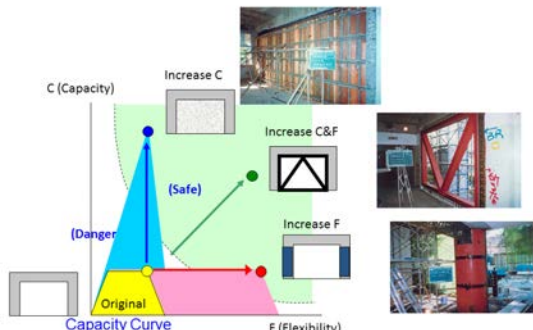 Increase C
C (Capacity)
Increase C&F
(Safe)
(Danger
Increase F
Original
Capacity Curve
F (Flexibility)